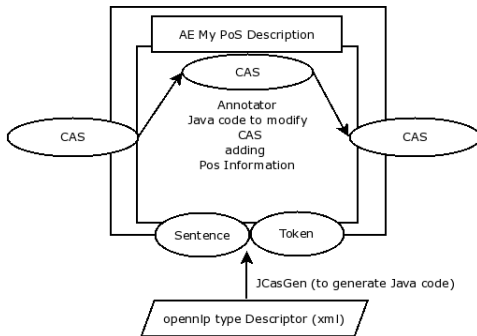 AE My PoS Description
CAS
Annotator
Java code to modify
CAS
adding
Pos Information
CAS
CAS
Sentence
Token
JCasGen (to generate Java code)
opennlp type Descriptor (xml)